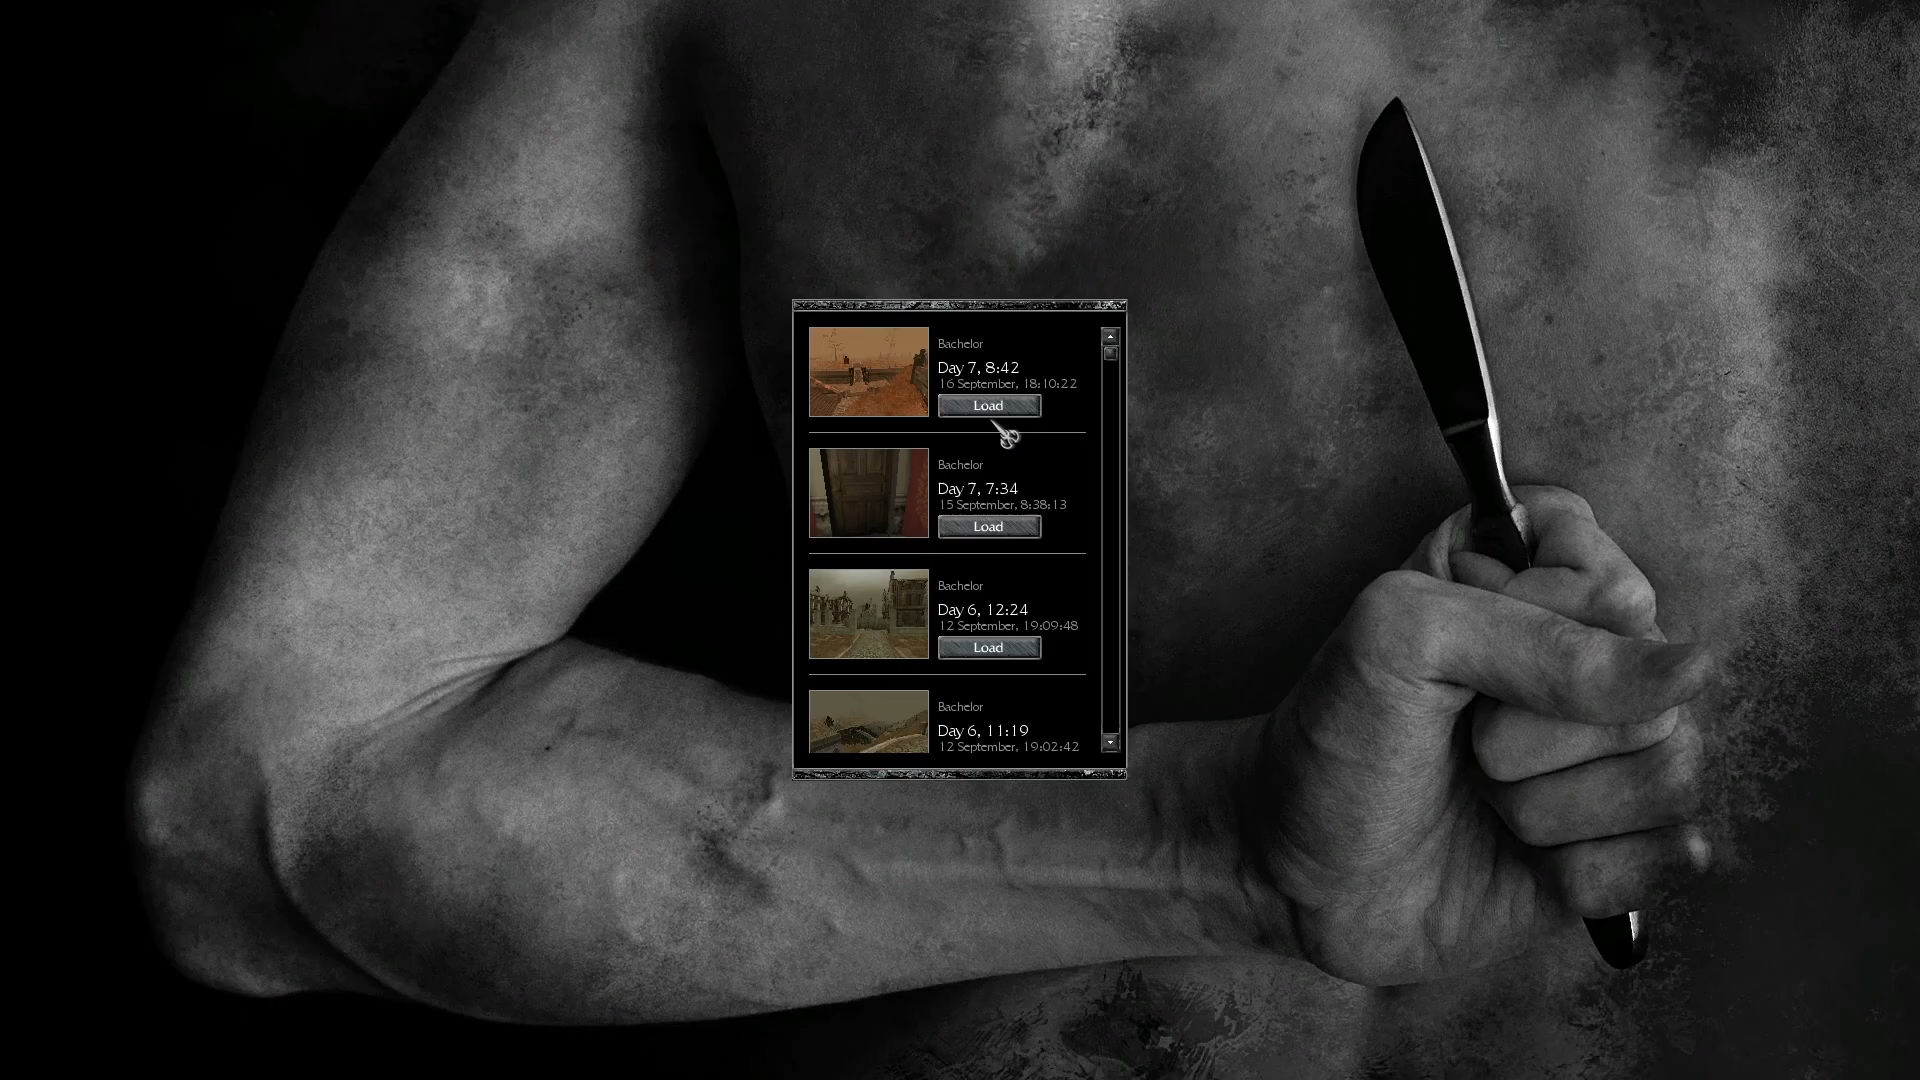 Bachelor
Day 7, 8:42
16 September, 18:10:22
Load
Bachelor
Day 7, 7:34
15 September, 8:38:13
Load
Bachelor
Day 6, 12:24
12 September, 19:09:48
Load
Bachelor
Day 6, 11:19
12 September, 19:02:42